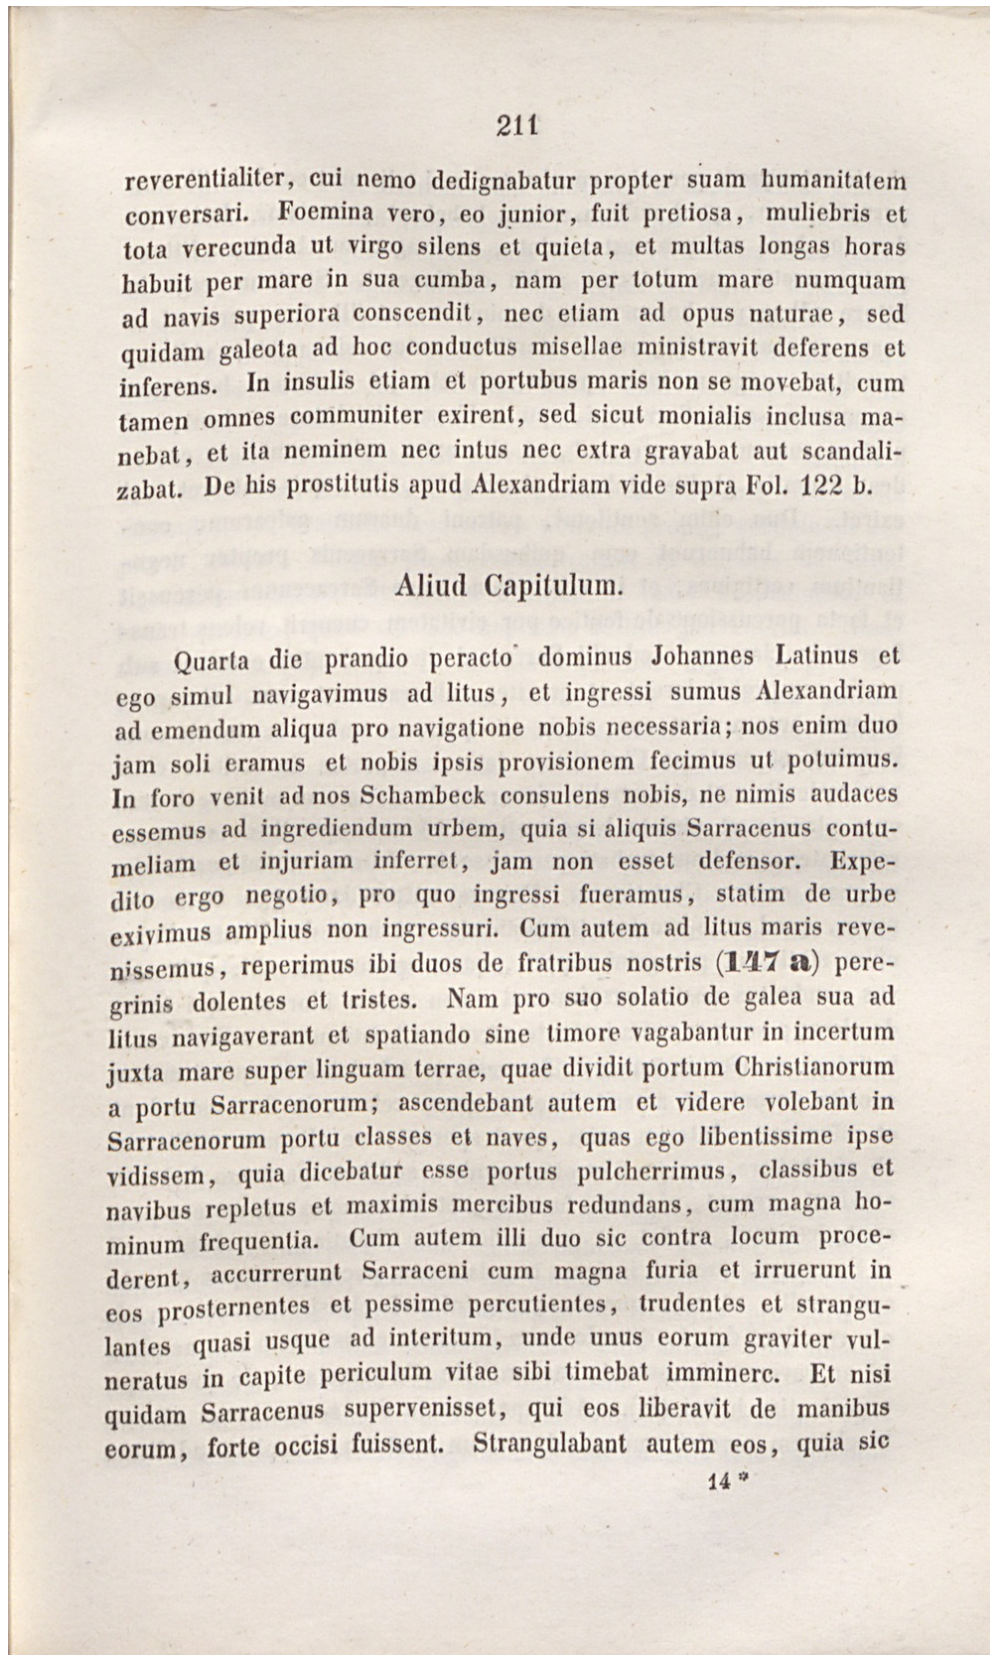 211
reverentialiter, cui nemo dedignabatur propter suam humanitatem
conversari. Foemina vero, eo junior, fuit pretiosa, muliebris et
tota verecunda ut virgo silens et quieta, et multas longas horas
habuit per mare in sua cumba, nam per totum mare numquam
ad navis superiora conscendit, nec etiam ad opus naturae, sed
quidam galeota ad hoc conductus misellae ministravit deferens et
inferens. In insulis etiam et portubus maris non se movebat, cum
tamen omnes communiter exirent, sed sicut monialis inclusa ma-
nebat, et ita neminem nec intus nec extra gravabat aut scandali-
zabat. De his prostitutis apud Alexandriam vide supra Fol. 122 b.
Aliud Capitulum.
Quarta die prandio peracto dominus Johannes Latinus et
ego simul navigavimus ad litus, et ingressi sumus Alexandriam
ad emendum aliqua pro navigatione nobis necessaria; nos enim duo
jam soli eramus et nobis ipsis provisionem fecimus ut potuimus.
In foro venit ad nos Schambeck consulens nobis, ne nimis audaces
essemus ad ingrediendum urbem, quia si aliquis Sarracenus contu-
meliam et injuriam inferret, jam non esset defensor. Expe-
dito ergo negotio, pro quo ingressi fueramus, statim de urbe
exivimus amplius non ingressuri. Cum autem ad litus maris reve-
nissemus, reperimus ibi duos de fratribus nostris (147 a) pere-
grinis dolentes et tristes. Nam pro suo solatio de galea sua ad
litus navigaverant et spatiando sine timore vagabantur in incertum
juxta mare super linguam terrae, quae dividit portum Christianorum
a portu Sarracenorum; ascendebant autem et videre volebant in
Sarracenorum portu classes et naves, quas ego libentissime ipse
vidissem, quia dicebatur esse portus pulcherrimus, classibus et
navibus repletus et maximis mercibus redundans, cum magna ho-
minum frequentia. Cum autem illi duo sic contra locum proce-
derent, accurrerunt Sarraceni cum magna furia et irruerunt in
eos prosternentes et pessime percutientes, trudentes et strangu-
lantes quasi usque ad interitum, unde unus eorum graviter vul-
neratus in capite periculum vitae sibi timebat imminere. Et nisi
quidam Sarracenus supervenisset, qui eos liberavit de manibus
eorum, forte occisi fuissent. Strangulabant autem eos, quia sic
14 *